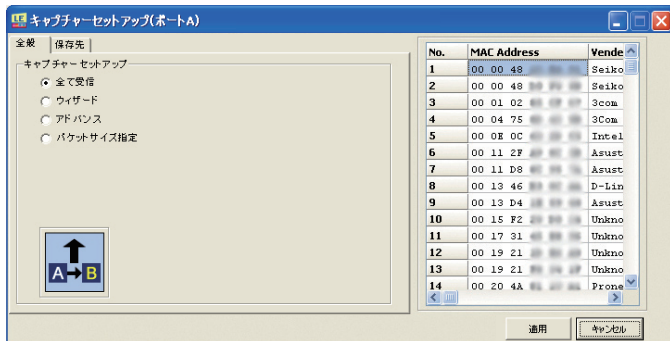 キャプチャーセットアップ(ポートA)
全般 保存先
キャプチャーセットアップ
全て受信
ウィザード
アドバンス
パケットサイズ指定
A→B
No. MAC Address Vende
1 00 00 48 Seiko
2 00 00 48 Seiko
3 00 01 02 3com
4 00 04 75 3Com
5 00 0E 0C Intel
6 00 11 2F Asust
7 00 11 D8 Asust
8 00 13 46 D-Lin
9 00 13 D4 Asust
10 00 15 F2 Unkno
11 00 17 31 Unkno
12 00 19 21 Unkno
13 00 19 21 Unkno
14 00 20 4A Prone
適用 キャンセル